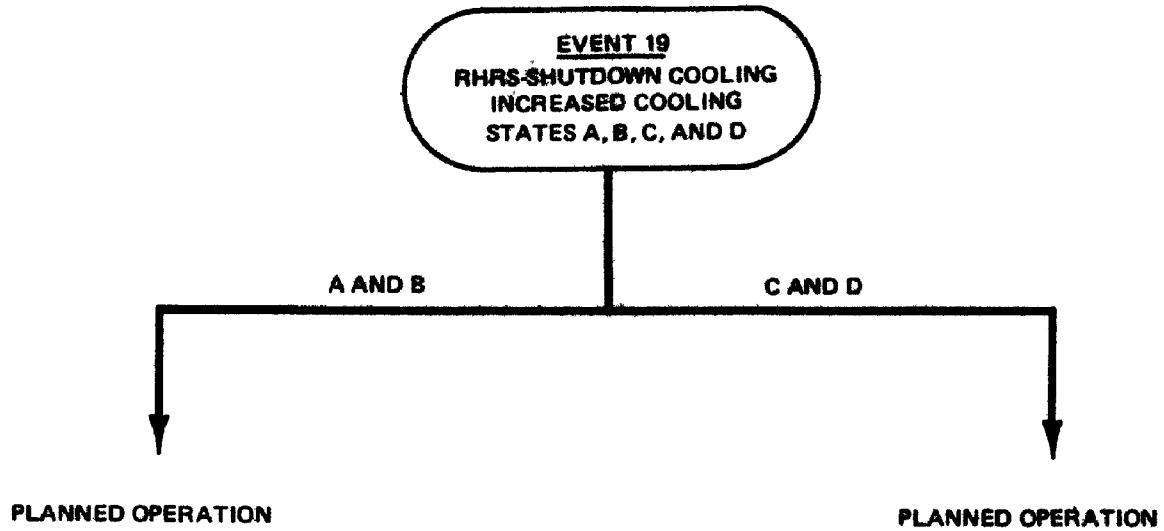 EVENT 19
RHRS-SHUTDOWN COOLING
INCREASED COOLING
STATES A, B, C, AND D
A AND B
C AND D
PLANNED OPERATION
PLANNED OPERATION